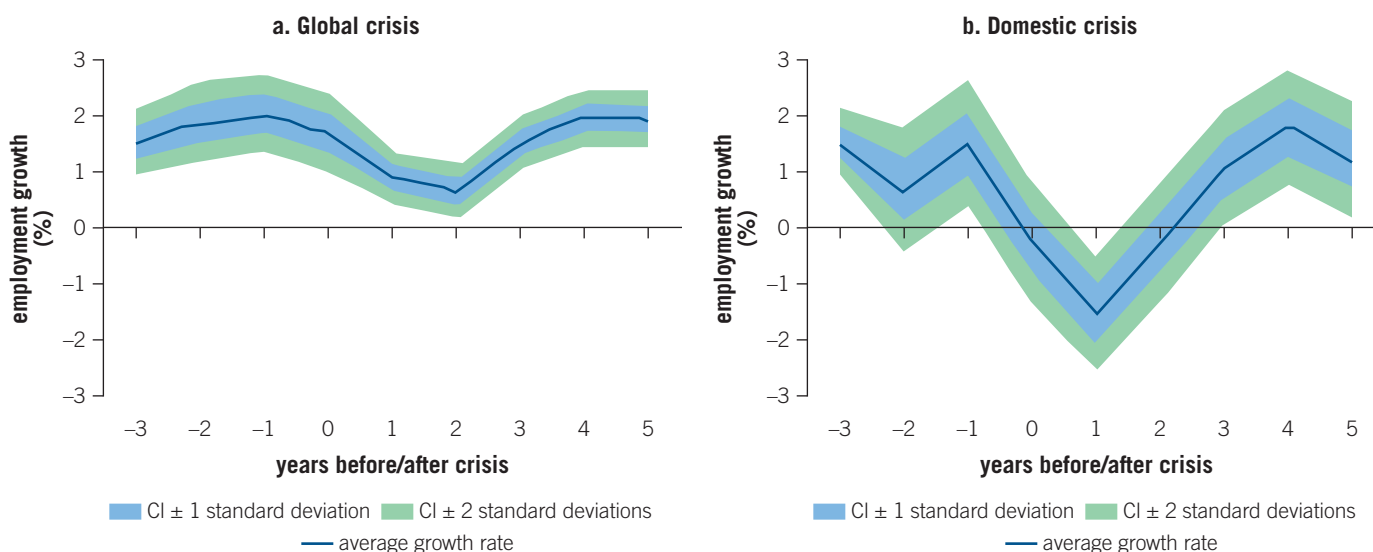 a. Global crisis
employment growth
(%)
3
2
1
0
–1
–2
–3
–3 –2 –1 0 1 2 3 4 5
years before/after crisis
CI ± 1 standard deviation CI ± 2 standard deviations
average growth rate
b. Domestic crisis
employment growth
(%)
3
2
1
0
–1
–2
–3
–3 –2 –1 0 1 2 3 4 5
years before/after crisis
CI ± 1 standard deviation CI ± 2 standard deviations
average growth rate